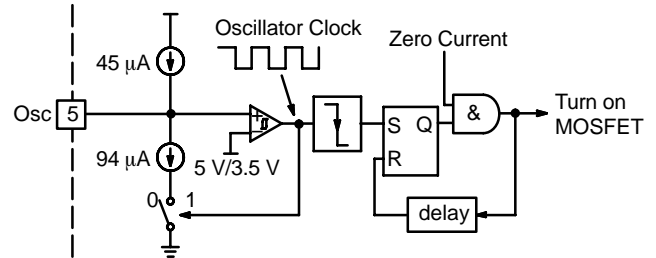 Oscillator Clock
Zero Current
45 μA
Osc 5
94 μA
5 V/3.5 V
0 1
+
−
S Q
R
&
Turn on
MOSFET
delay